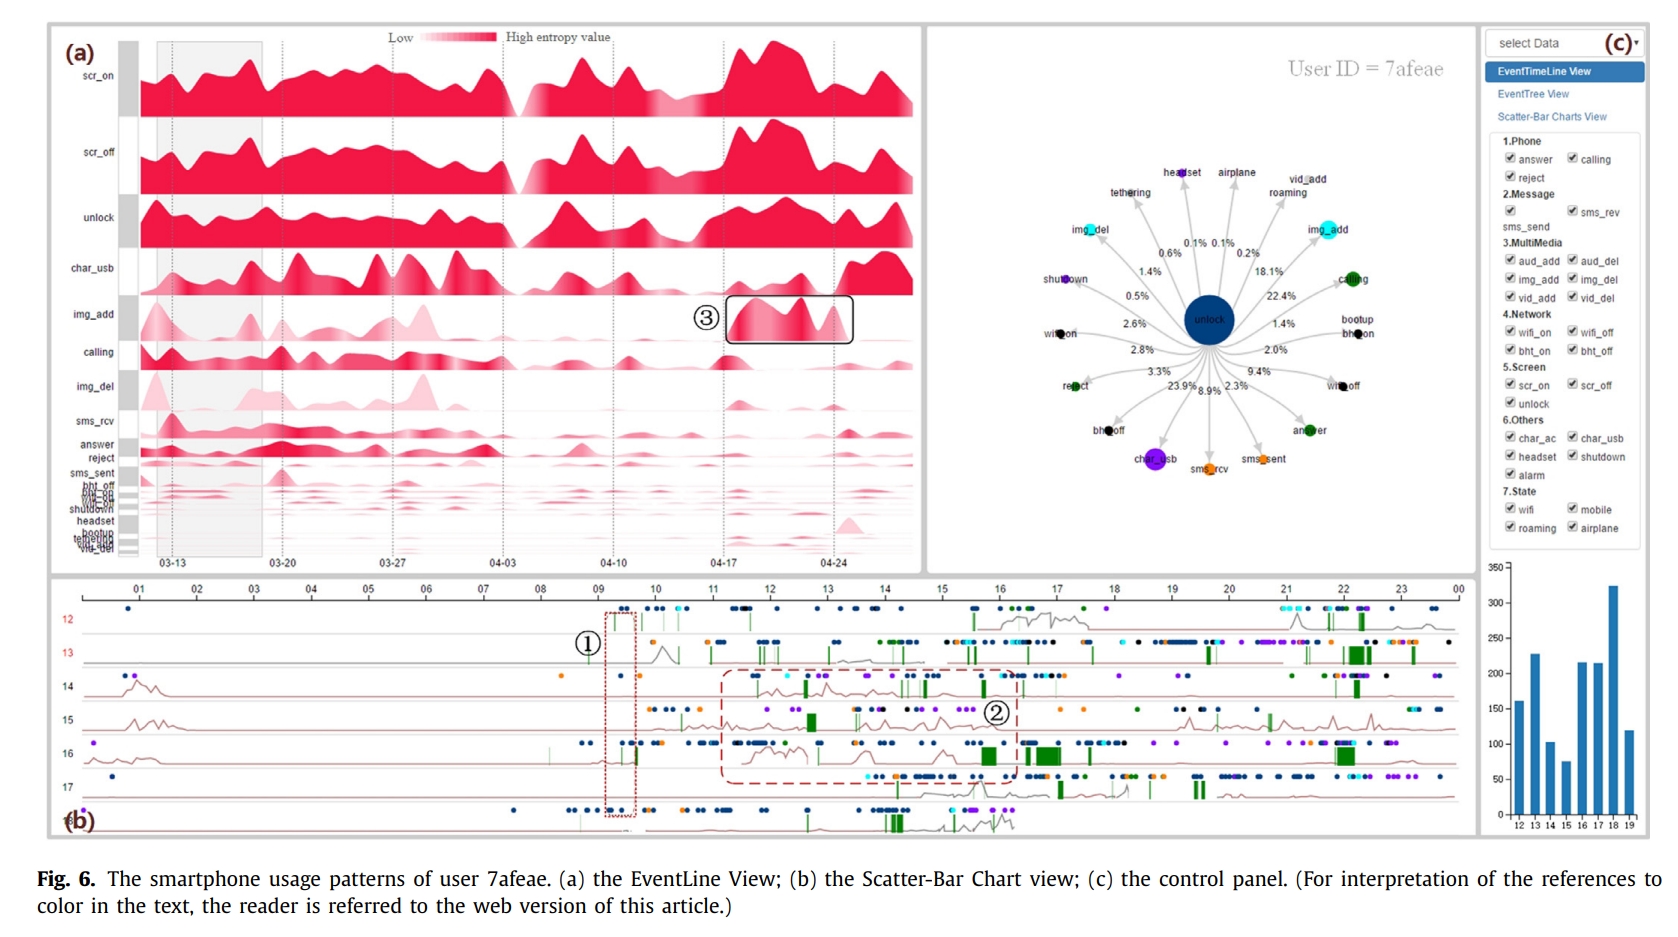 (a)
Low High entropy value
scr_on
scr_off
unlock
char_usb
img_add
③
calling
img_del
sms_rcv
answer
reject
sms_sent
bht_off
bht_on
shutdown
headset
bootup
tethering
vid_del
03-13 03-20 03-27 04-03 04-10 04-17 04-24
User ID = 7afeae
headset airplane
vid_add
tethering roaming
img_del img_add
0.1% 0.1%
0.6% 0.2%
1.4% 18.1%
shutdown calling
0.5% 22.4%
unlock
bootup
2.6% 1.4%
wifi_on bht_on
2.8% 2.0%
3.3% 9.4%
reject 23.9% 8.9% 2.3% wifi_off
bht_off answer
char_usb sms_rcv sms_sent
select Data (c)
EventTimeLine View
EventTree View
Scatter-Bar Charts View
1.Phone
answer calling
reject
2.Message
sms_rev
sms_send
3.MultiMedia
aud_add aud_del
img_add img_del
vid_add vid_del
4.Network
wifi_on wifi_off
bht_on bht_off
5.Screen
scr_on scr_off
unlock
6.Others
char_ac char_usb
headset shutdown
alarm
7.State
wifi mobile
roaming airplane
350
300
250
200
150
100
50
0
12 13 14 15 16 17 18 19
01 02 03 04 05 06 07 08 09 10 11 12 13 14 15 16 17 18 19 20 21 22 23 00
12
①
13
14
②
15
16
17
(b)
Fig. 6. The smartphone usage patterns of user 7afeae. (a) the EventLine View; (b) the Scatter-Bar Chart view; (c) the control panel. (For interpretation of the references to
color in the text, the reader is referred to the web version of this article.)